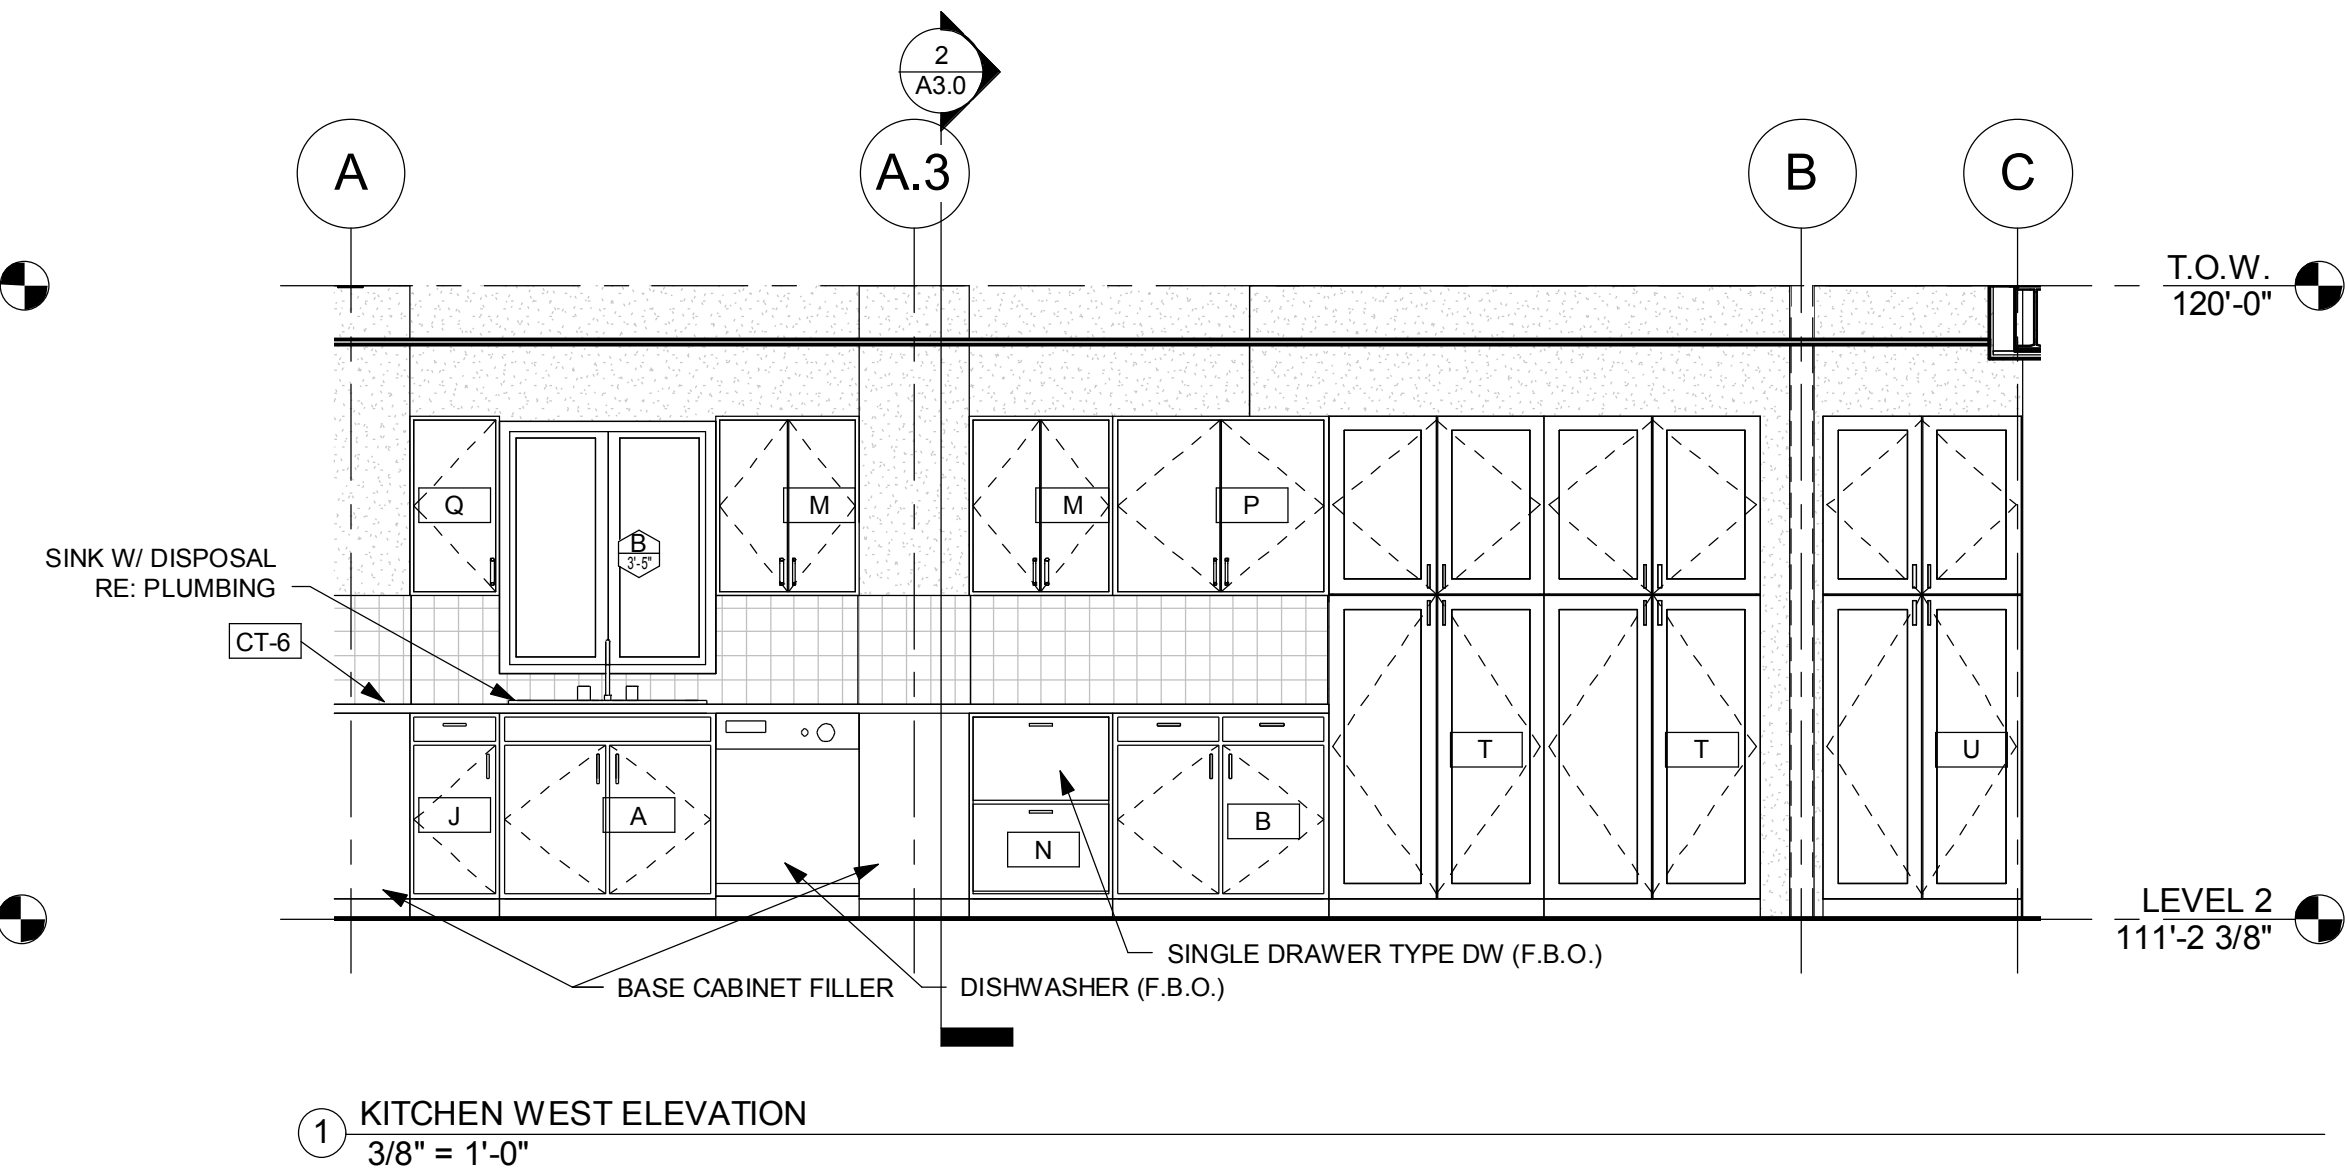 2
A3.0
A
A.3
B
C
T.O.W.
120'-0"
Q
M
M
P
B
3'-5"
SINK W/ DISPOSAL
RE: PLUMBING
CT-6
T
T
U
J
A
B
N
LEVEL 2
111'-2 3/8"
SINGLE DRAWER TYPE DW (F.B.O.)
BASE CABINET FILLER
DISHWASHER (F.B.O.)
1
KITCHEN WEST ELEVATION
3/8" = 1'-0"